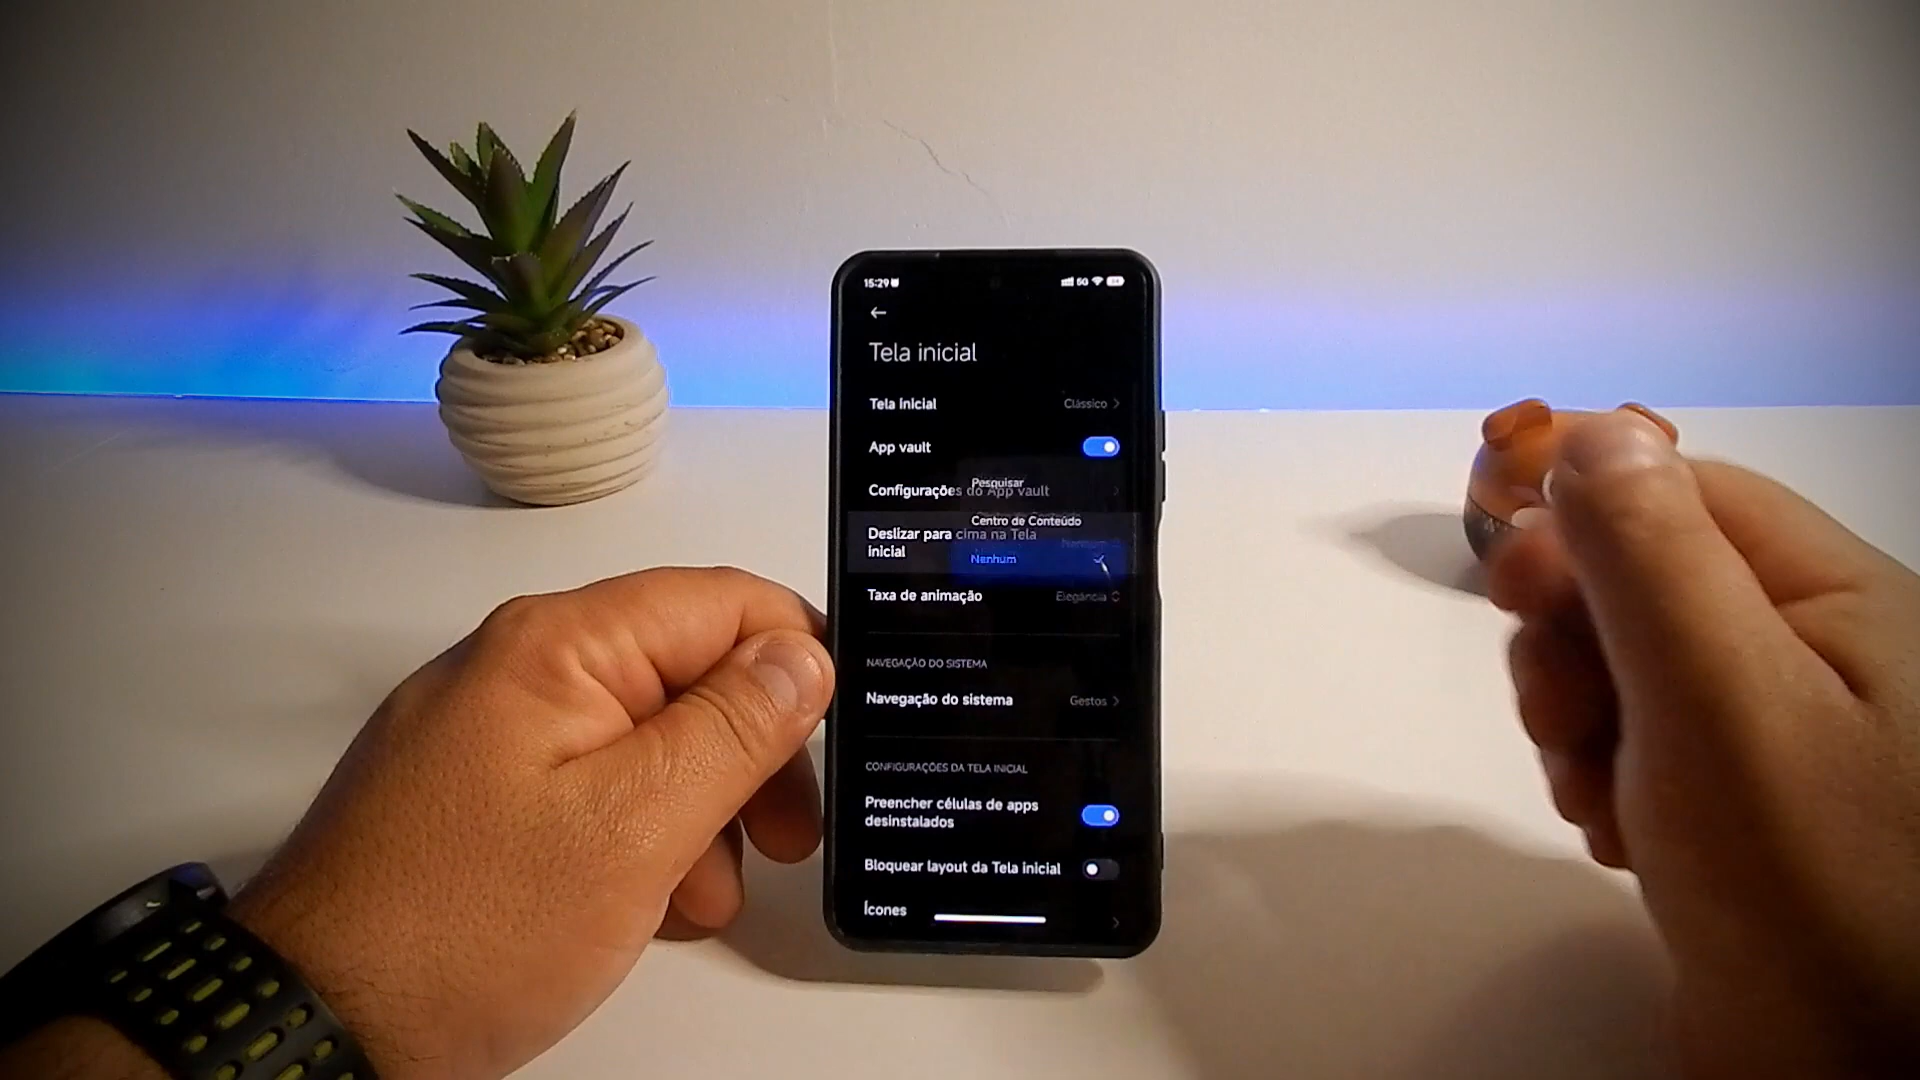 15:29
5G
Tela inicial
Tela inicial
Clássico
App vault
Pesquisar
Configurações do App vault
Centro de Conteúdo
Deslizar para cima na Tela
inicial
Nenhum
Nenhum
Taxa de animação
Elegância
NAVEGAÇÃO DO SISTEMA
Navegação do sistema
Gestos
CONFIGURAÇÕES DA TELA INICIAL
Preencher células de apps
desinstalados
Bloquear layout da Tela inicial
Ícones